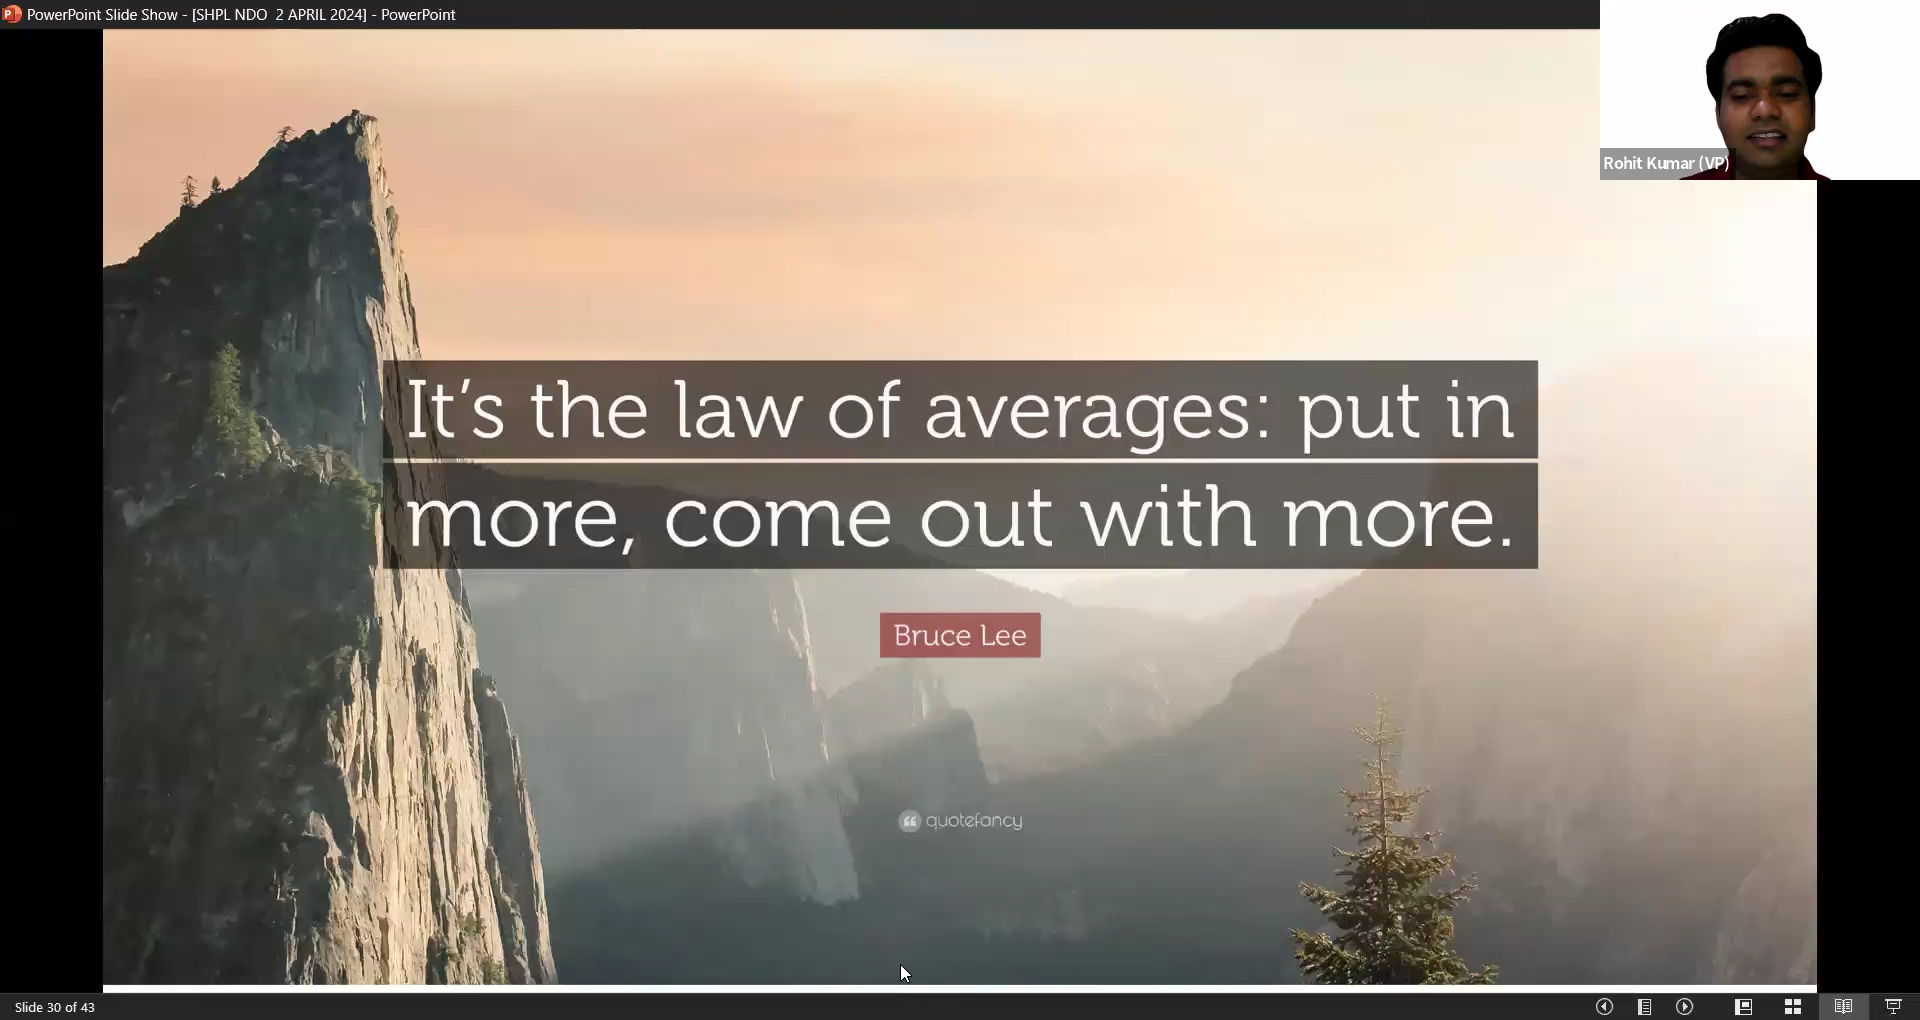 PowerPoint Slide Show - [SHPL NDO  2 APRIL 2024] - PowerPoint
Rohit Kumar (VP)
It’s the law of averages: put in
more, come out with more.
Bruce Lee
quotefancy
Slide 30 of 43